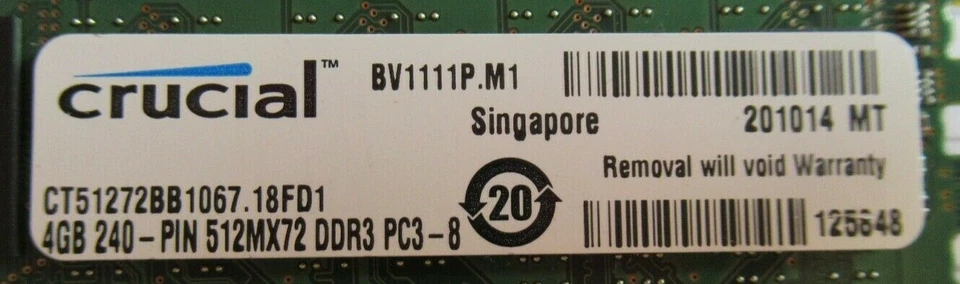 crucial™
BV1111P.M1
Singapore
201014 MT
Removal will void Warranty
CT51272BB1067.18FD1
4GB 240-PIN 512MX72 DDR3 PC3-8
20
125648